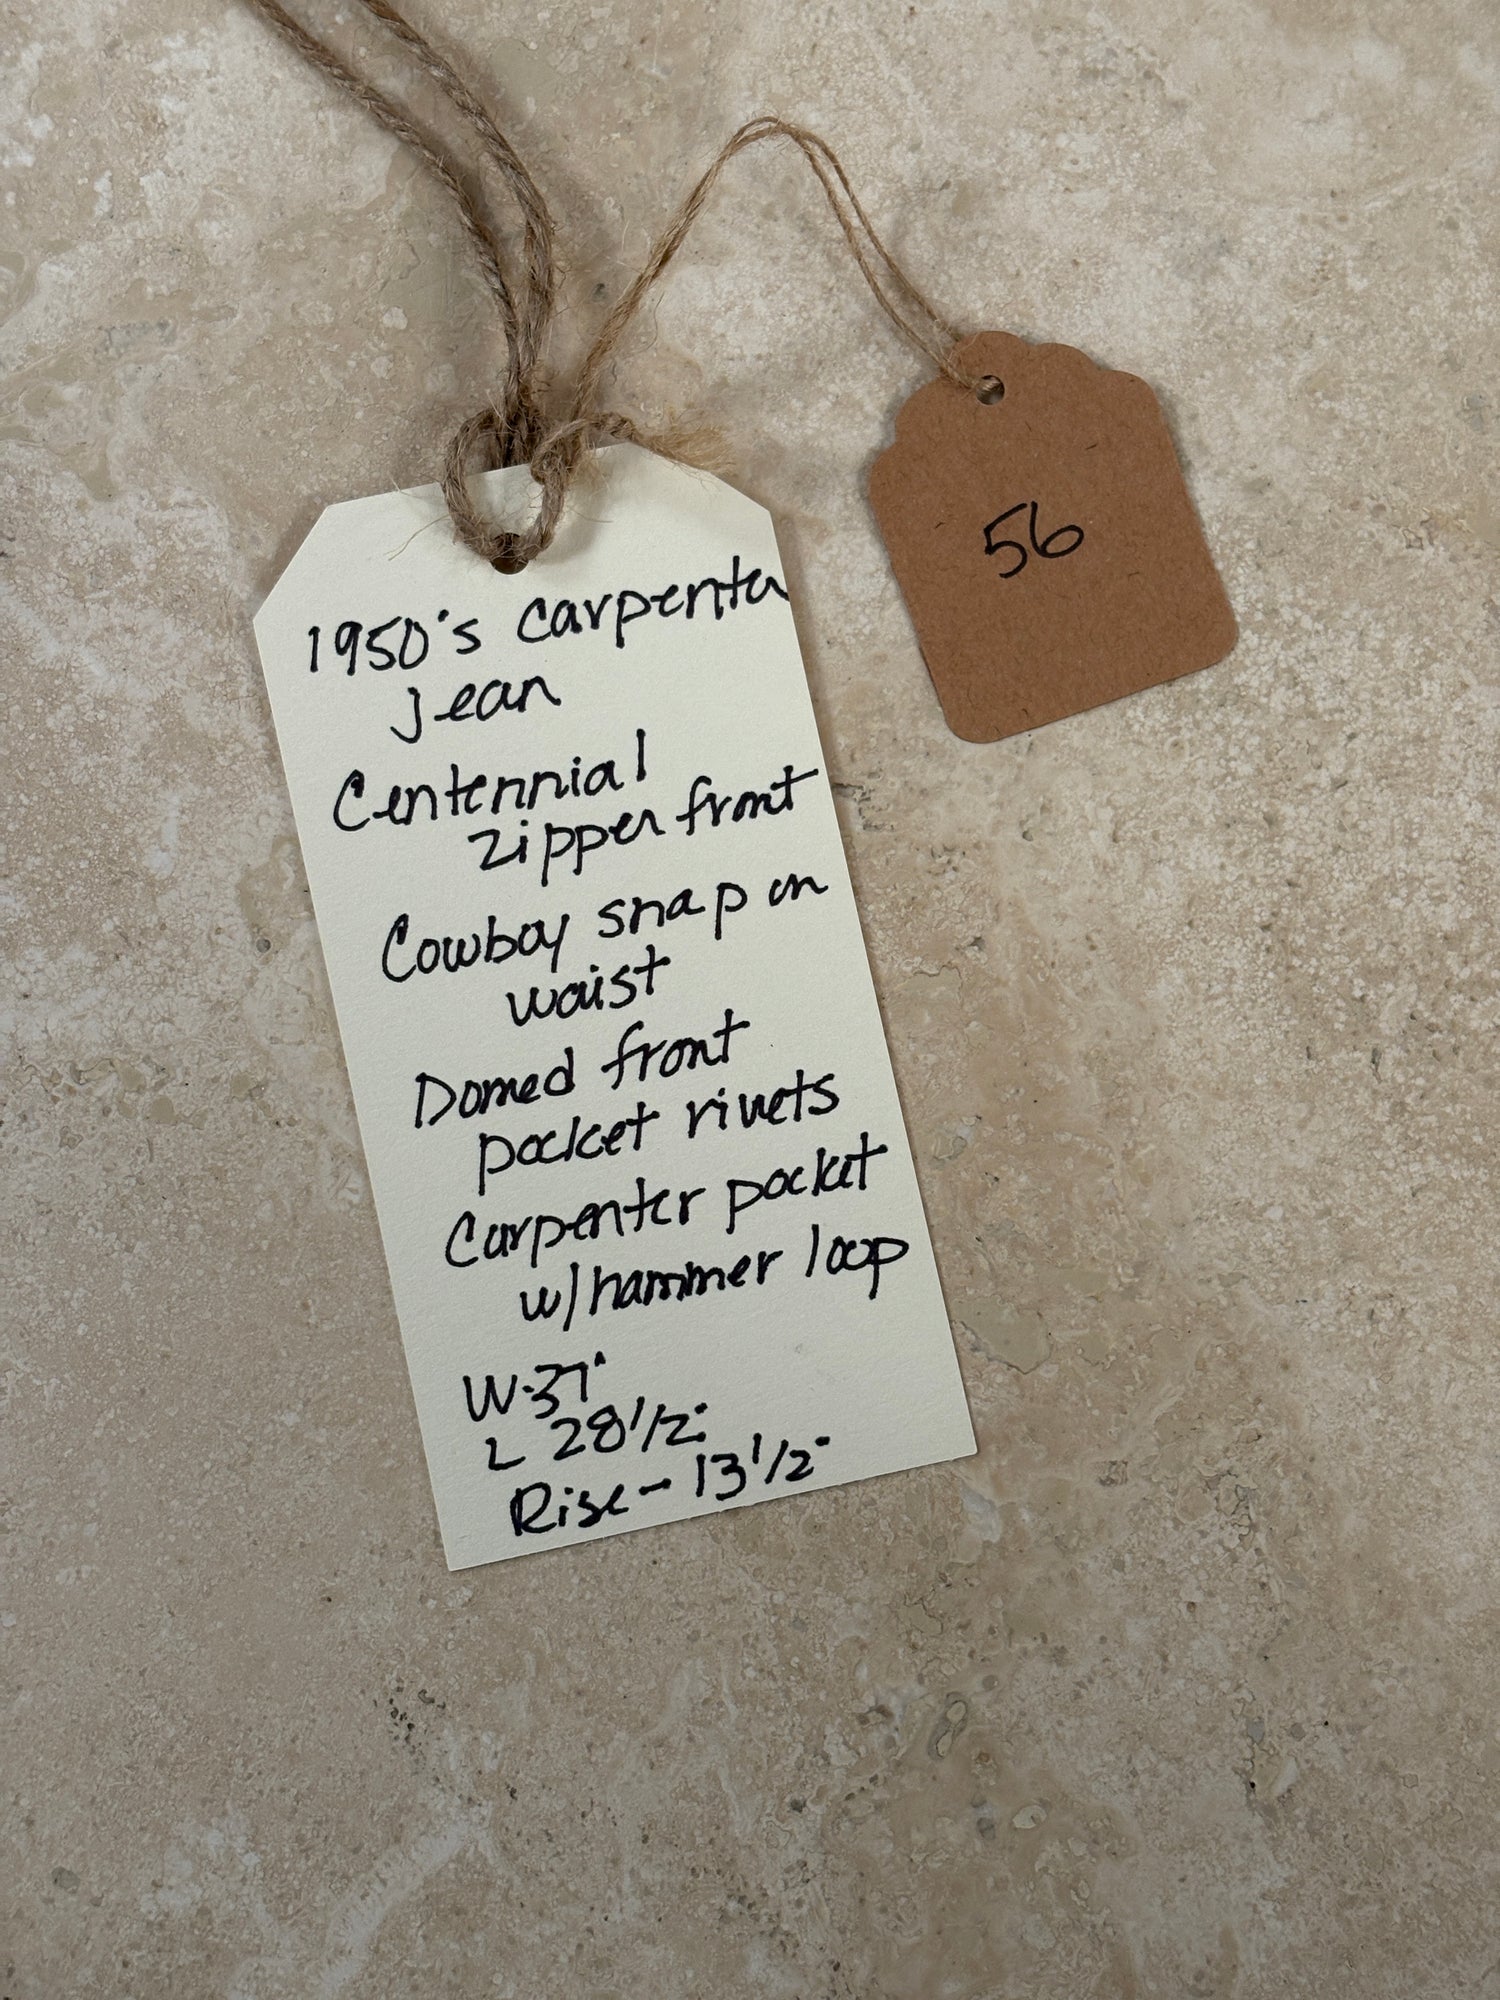 1950's Carpenter
Jean
Centennial
Zipper front
Cowboy snap on
waist
Domed front
pocket rivets
Carpenter pocket
w/hammer loop
W-37"
L 28 1/2"
Rise - 13 1/2"
56